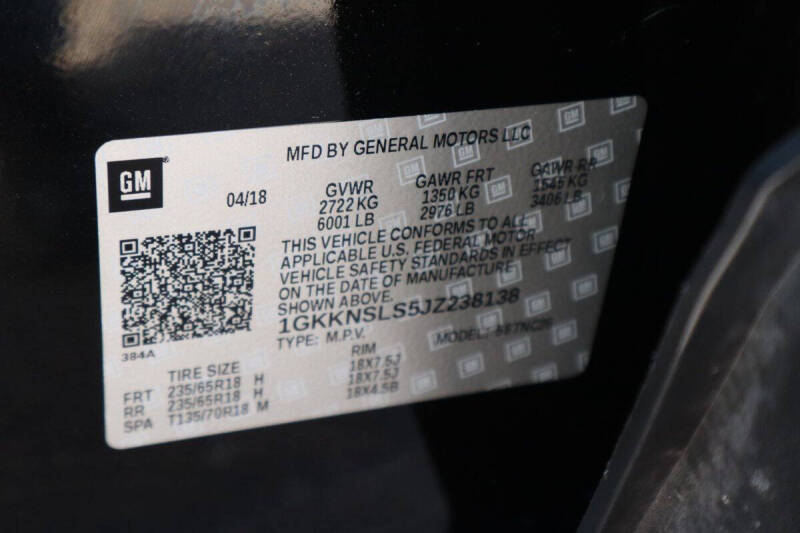 MFD BY GENERAL MOTORS LLC
GM
04/18
GVWR
2722 KG
6001 LB
GAWR FRT
1350 KG
2976 LB
GAWR RR
1545 KG
3406 LB
THIS VEHICLE CONFORMS TO ALL
APPLICABLE U.S. FEDERAL MOTOR
VEHICLE SAFETY STANDARDS IN EFFECT
ON THE DATE OF MANUFACTURE
SHOWN ABOVE.
1GKKNSLS5JZ238138
TYPE: M.P.V. MODEL:
384A
TIRE SIZE RIM
FRT 235/65R18 H 18X7.5J
RR 235/65R18 H 18X7.5J
SPA T135/70R18 M 18X4.5B